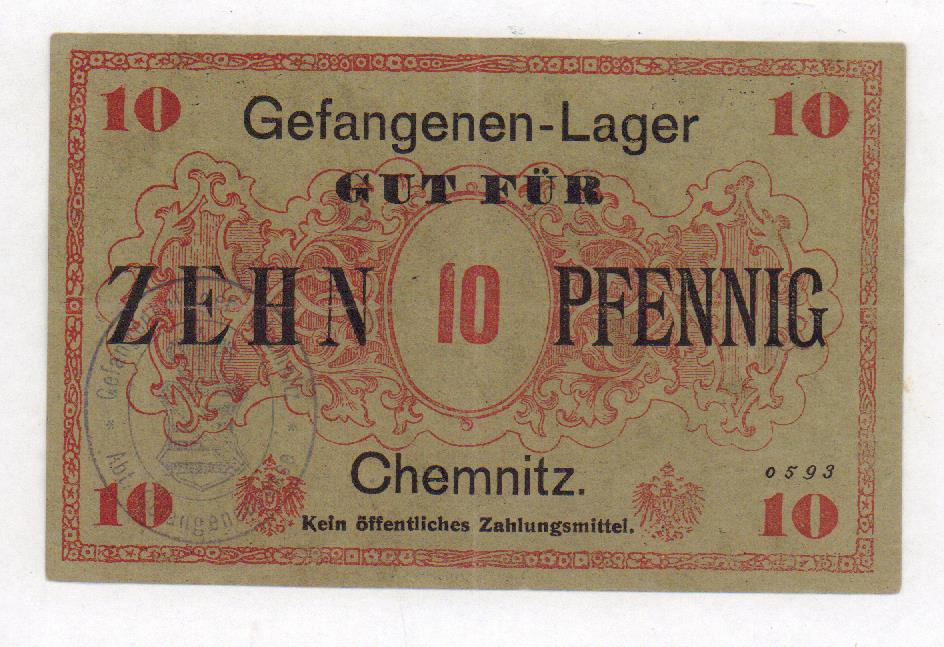 10 Gefangenen-Lager 10
GUT FÜR
ZEHN 10 PFENNIG
Chemnitz.
0593
10 Kein öffentliches Zahlungsmittel. 10